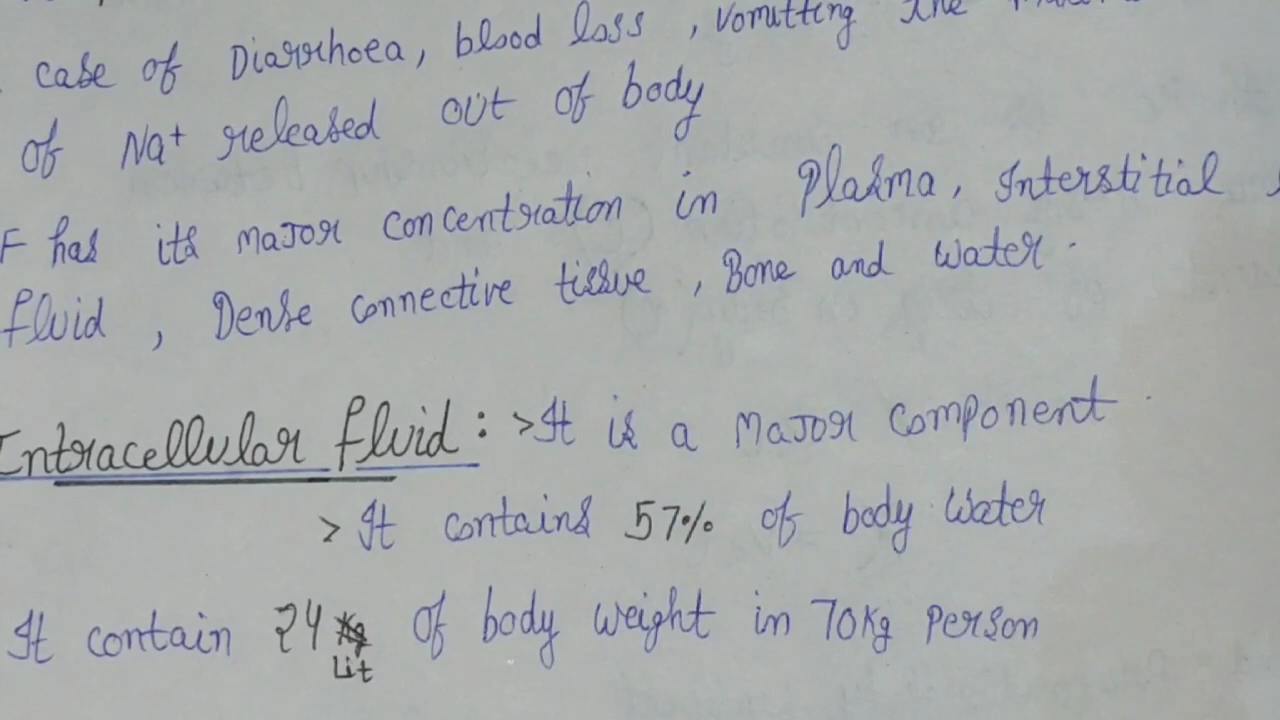 case of Diarrhoea, blood loss, vomitting the
of Na+ released out of body
F has its major concentration in Plasma, Interstitial
fluid, Dense connective tissue, Bone and water.
Intracellular fluid: > It is a major component
> It contains 57% of body water
It contain 24 of body weight in 70kg Person
Lit